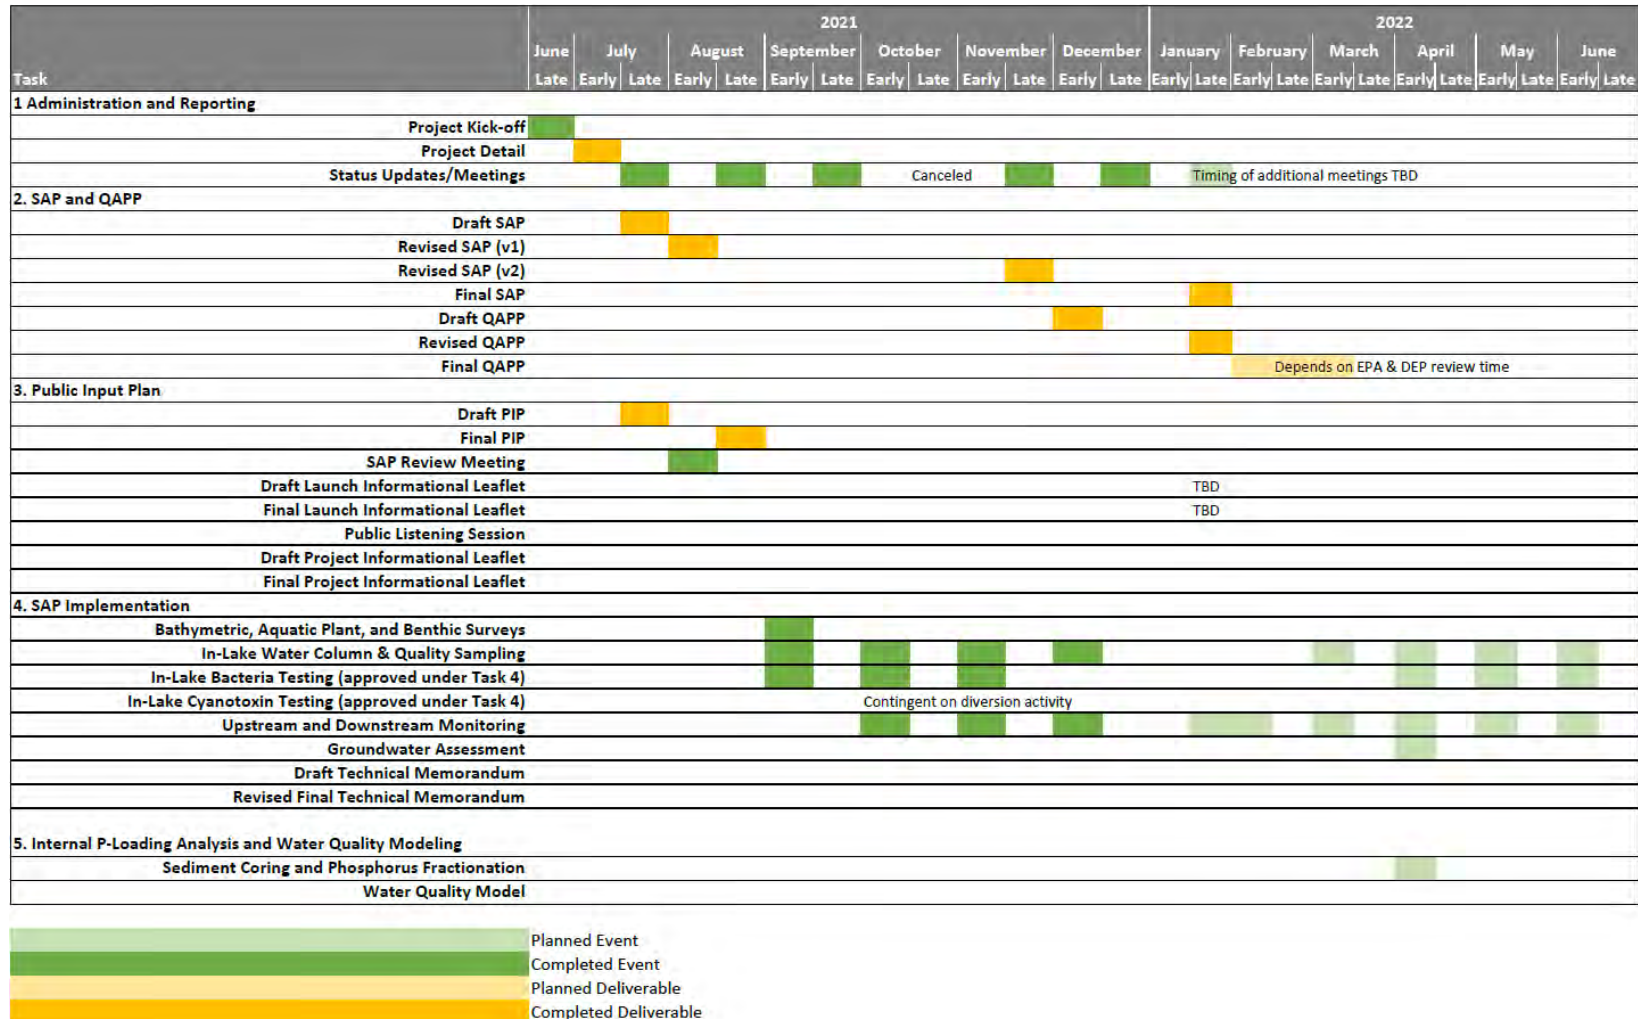 2021 2022
June July August September October November December January February March April May June
Task Late Early Late Early Late Early Late Early Late Early Late Early Late Early Late Early Late Early Late Early Late Early Late Early Late
1 Administration and Reporting
Project Kick-off
Project Detail
Status Updates/Meetings Canceled Timing of additional meetings TBD
2. SAP and QAPP
Draft SAP
Revised SAP (v1)
Revised SAP (v2)
Final SAP
Draft QAPP
Revised QAPP
Final QAPP Depends on EPA & DEP review time
3. Public Input Plan
Draft PIP
Final PIP
SAP Review Meeting
Draft Launch Informational Leaflet TBD
Final Launch Informational Leaflet TBD
Public Listening Session
Draft Project Informational Leaflet
Final Project Informational Leaflet
4. SAP Implementation
Bathymetric, Aquatic Plant, and Benthic Surveys
In-Lake Water Column & Quality Sampling
In-Lake Bacteria Testing (approved under Task 4)
In-Lake Cyanotoxin Testing (approved under Task 4) Contingent on diversion activity
Upstream and Downstream Monitoring
Groundwater Assessment
Draft Technical Memorandum
Revised Final Technical Memorandum
5. Internal P-Loading Analysis and Water Quality Modeling
Sediment Coring and Phosphorus Fractionation
Water Quality Model
Planned Event
Completed Event
Planned Deliverable
Completed Deliverable